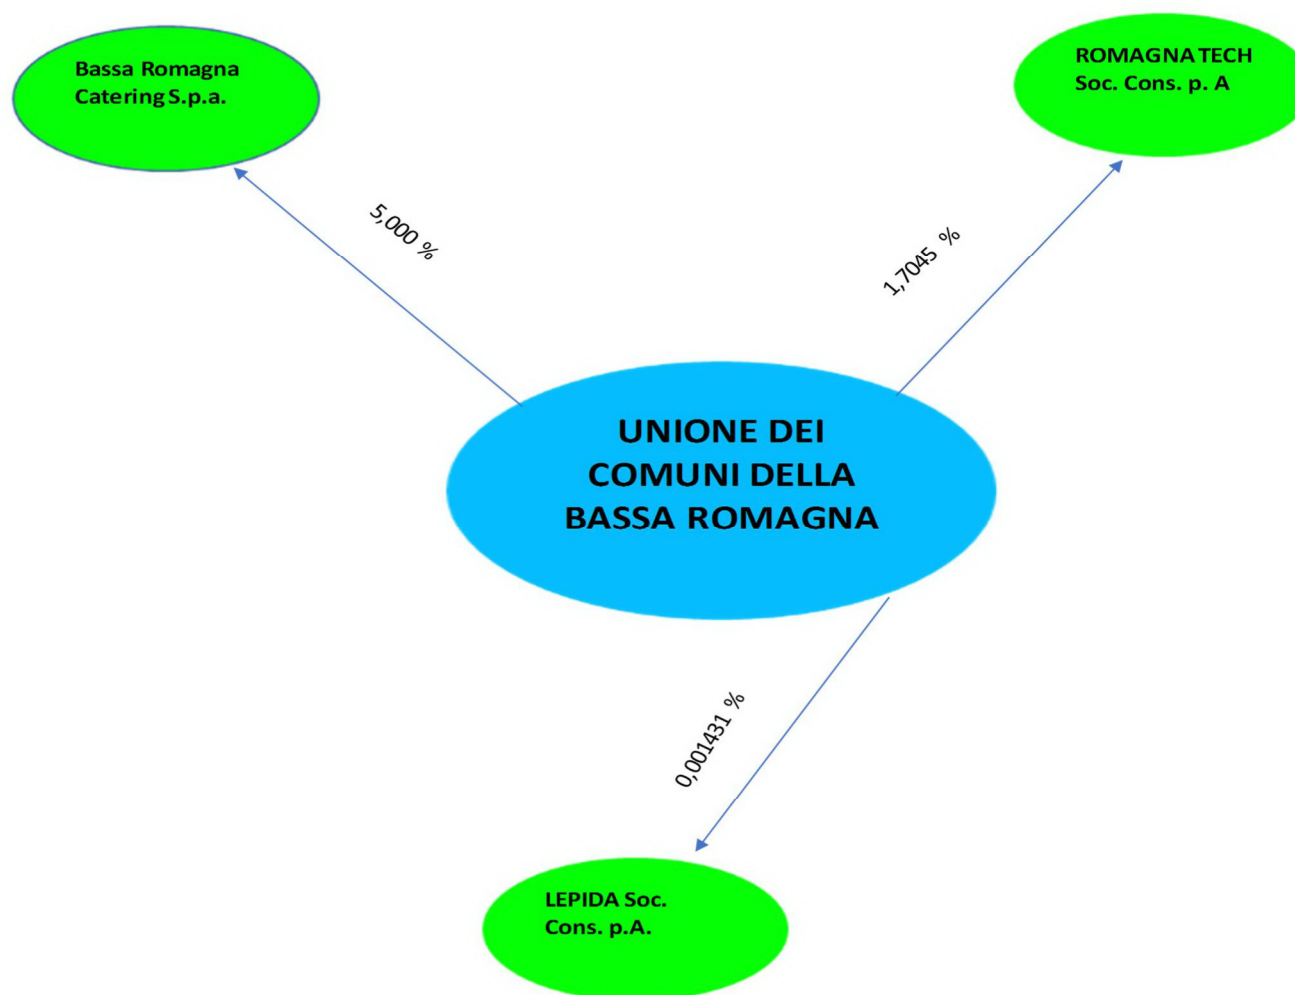 Bassa Romagna
Catering S.p.a.
ROMAGNA TECH
Soc. Cons. p. A
5,000 %
1,7045 %
UNIONE DEI
COMUNI DELLA
BASSA ROMAGNA
0,001431 %
LEPIDA Soc.
Cons. p.A.